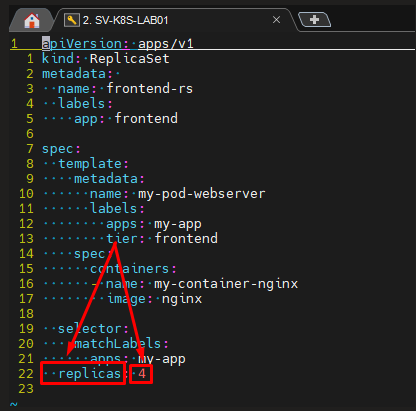 2. SV-K8S-LAB01
1 apiVersion: apps/v1
1 kind: ReplicaSet
2 metadata:
3   name: frontend-rs
4   labels:
5     app: frontend
6
7 spec:
8   template:
9     metadata:
10       name: my-pod-webserver
11       labels:
12         apps: my-app
13         tier: frontend
14     spec:
15       containers:
16       - name: my-container-nginx
17         image: nginx
18
19   selector:
20     matchLabels:
21       apps: my-app
22   replicas: 4
23
~